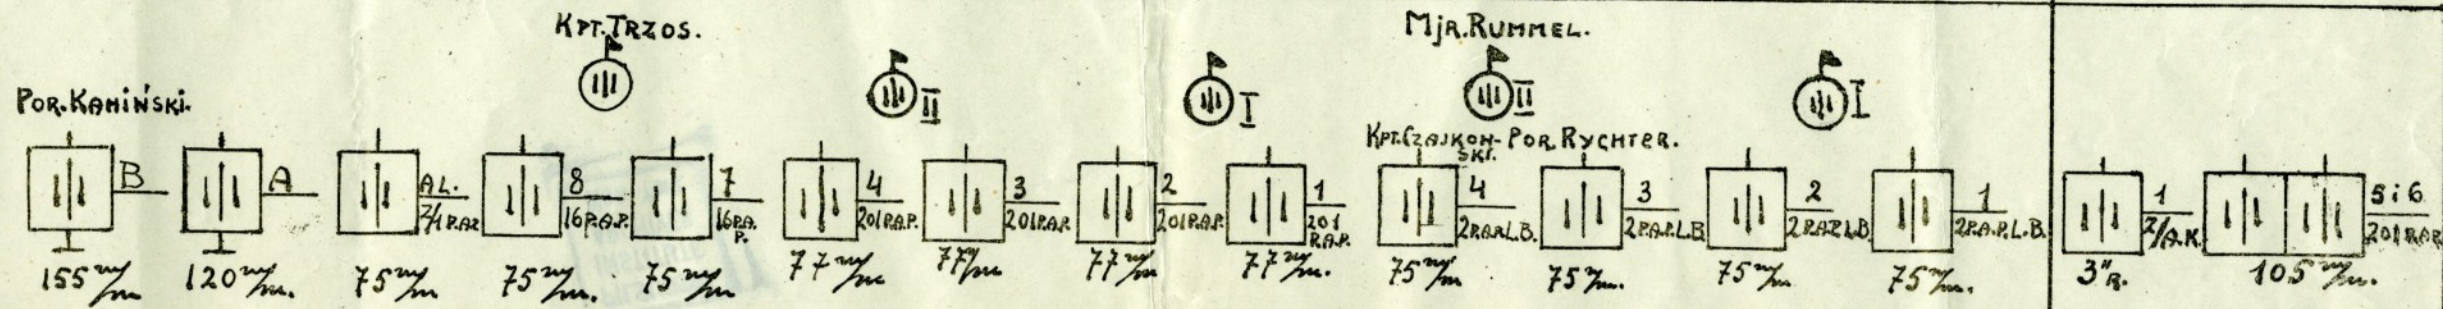 KPT. TRZOS.
MJR. RUMMEL.
POR. KAMIŃSKI.
II
I
II
I
KPT. CZAJKOW-
SKI.
POR. RYCHTER.
B
155 m/m
A
120 m/m.
AL.
7/1 P.A.P.
75 m/m
8
16 P.A.P.
75 m/m.
7
16 P.A.
P.
75 m/m
4
201 P.A.P.
77 m/m
3
201 P.A.P.
77 m/m
2
201 P.A.P.
77 m/m
1
201
P.A.P.
77 m/m.
4
2 P.A.P.L.B.
75 m/m
3
2 P.A.P.L.B.
75 m/m.
2
2 P.A.P.L.B.
75 m/m
1
2 P.A.P.L.B.
75 m/m.
1
7/A.K.
3" R.
5 i 6
201 P.A.P.
105 m/m.